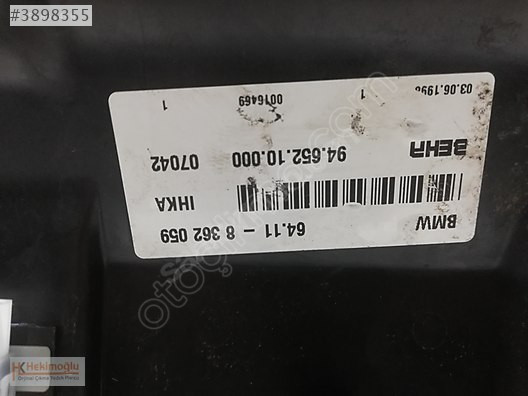 #3898355
BMW 64.11 - 8 362 059
IHKA
BEHR 94.652.10.000 07042
03.06.1998 1 0016469 1
Hekimoğlu